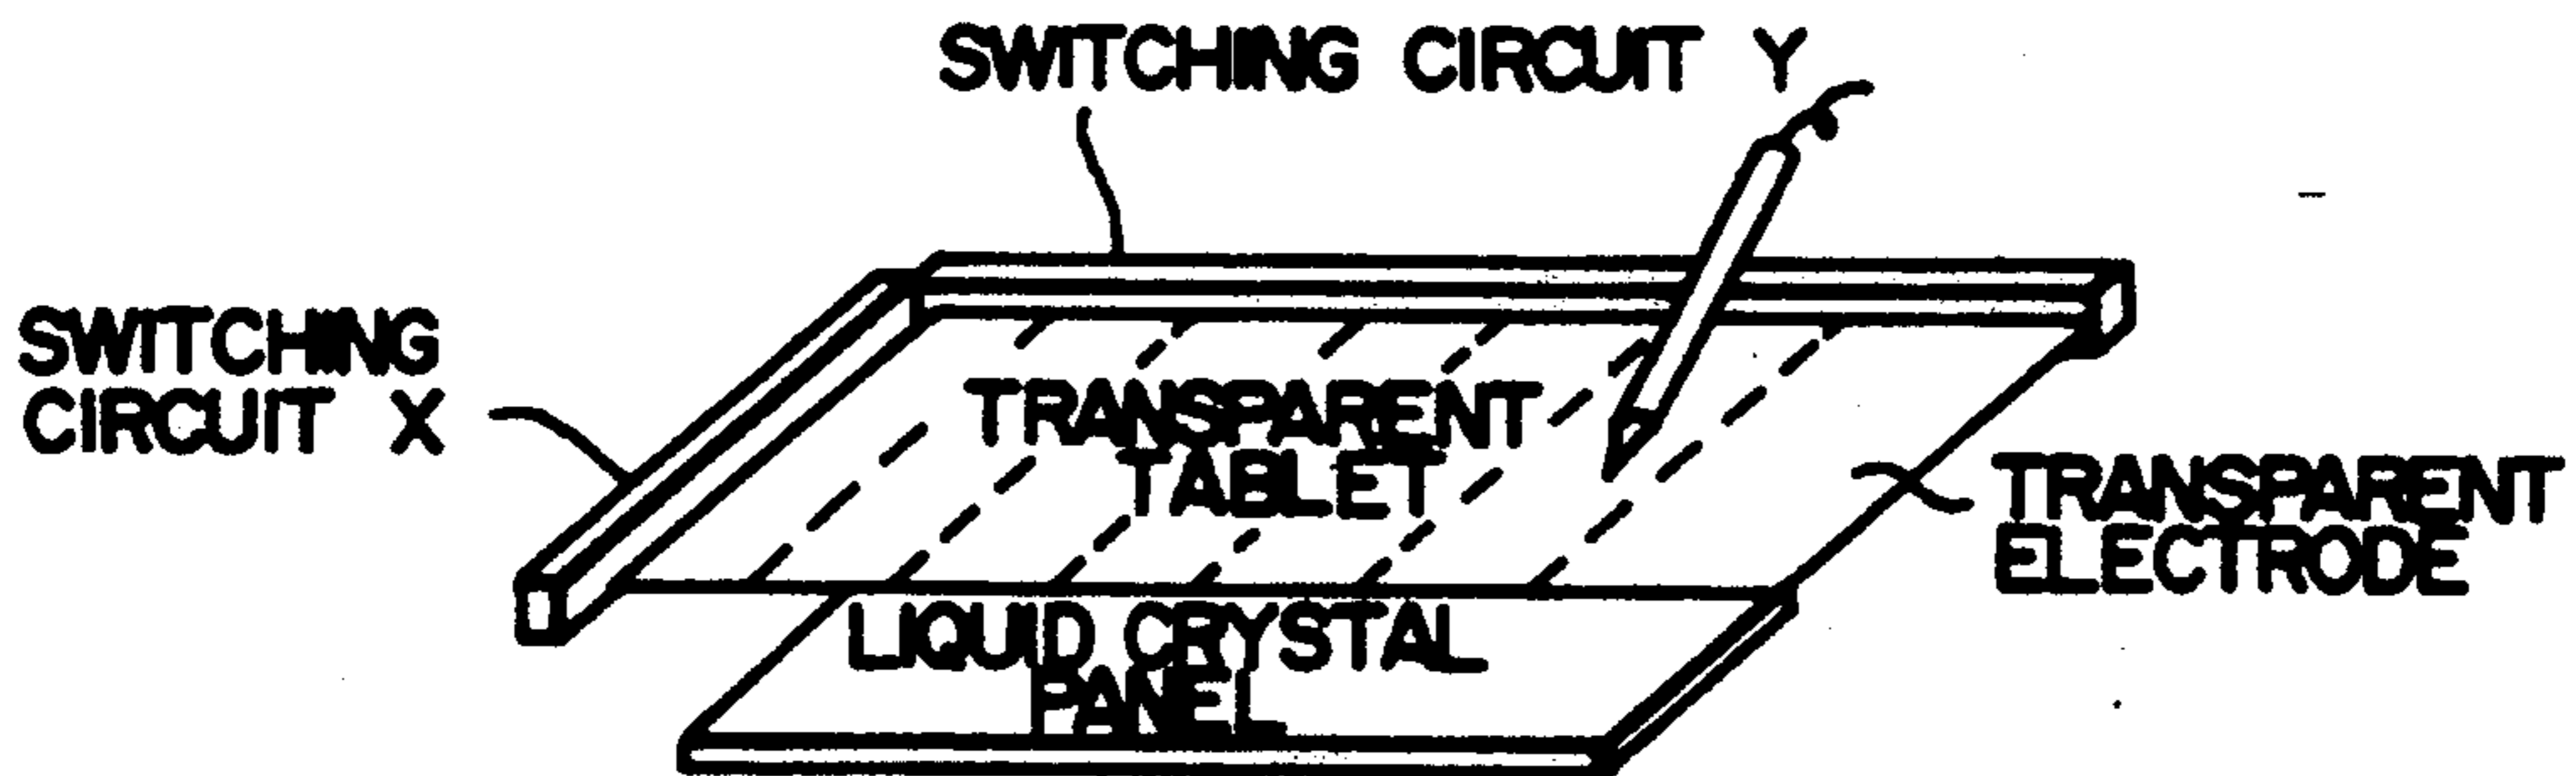 SWITCHING CIRCUIT Y
SWITCHING
CIRCUIT X
TRANSPARENT
TABLET
TRANSPARENT
ELECTRODE
LIQUID CRYSTAL
PANEL